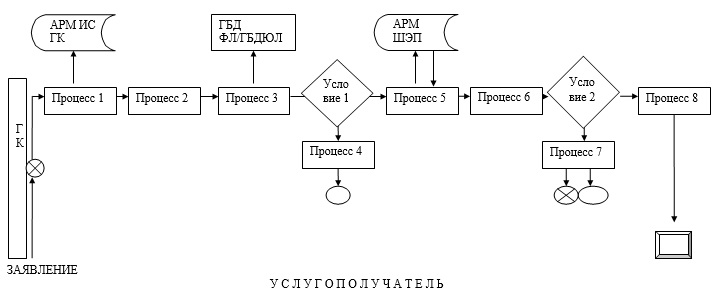 АРМ ИС
ГК
ГБД
ФЛ/ГБДЮЛ
АРМ
ШЭП
Усло
вие 1
Усло
вие 2
Процесс 1
Процесс 2
Процесс 3
Процесс 5
Процесс 6
Процесс 8
Г
К
Процесс 4
Процесс 7
ЗАЯВЛЕНИЕ
У С Л У Г О П О Л У Ч А Т Е Л Ь